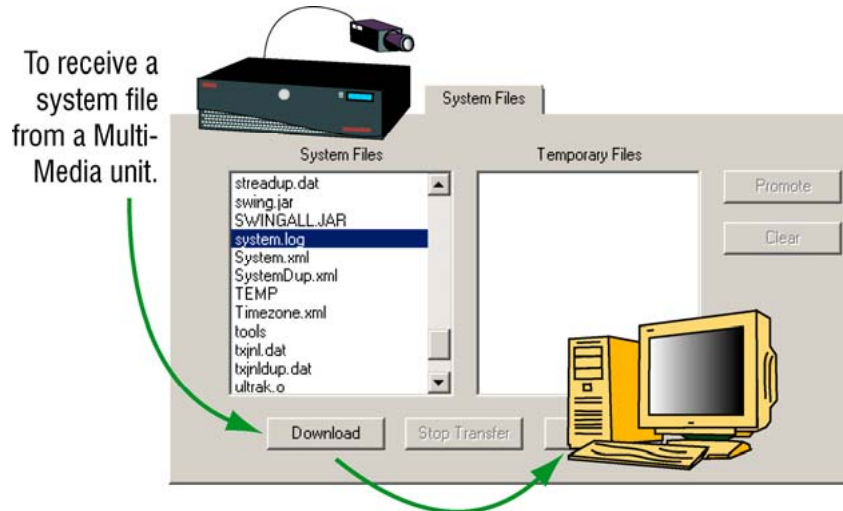 To receive a
system file
from a Multi-
Media unit.
System Files
System Files
Temporary Files
streadup.dat
swing.jar
SWINGALL.JAR
system.log
System.xml
SystemDup.xml
TEMP
Timezone.xml
tools
txjnl.dat
txjnldup.dat
ultrak.o
Promote
Clear
Download
Stop Transfer